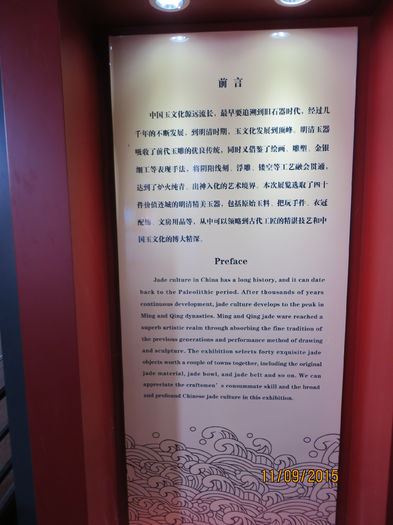 前 言
中国玉文化源远流长，最早要追溯到旧石器时代，经过几
千年的不断发展，到明清时期，玉文化发展到顶峰。明清玉器
吸收了前代玉雕的优良传统，同时又借鉴了绘画、雕塑、金银
细工等表现手法，将阴阳线刻、浮雕、镂空等工艺融会贯通，
达到了炉火纯青、出神入化的艺术境界。本次展览选取了四十
件价值连城的明清精美玉器，包括原始玉料、把玩手件、衣冠
配饰、文房用品等，从中可以领略到古代工匠的精湛技艺和中
国玉文化的博大精深。
Preface
Jade culture in China has a long history, and it can date
back to the Paleolithic period. After thousands of years
continuous development, jade culture develops to the peak in
Ming and Qing dynasties. Ming and Qing jade ware reached a
superb artistic realm through absorbing the fine tradition of
the previous generations and performance method of drawing
and sculpture. The exhibition selects forty exquisite jade
objects worth a couple of towns together, including the original
jade material, jade bowl, and jade belt and so on. We can
appreciate the craftsmen’s consummate skill and the broad
and profound Chinese jade culture in this exhibition.
11/09/2015